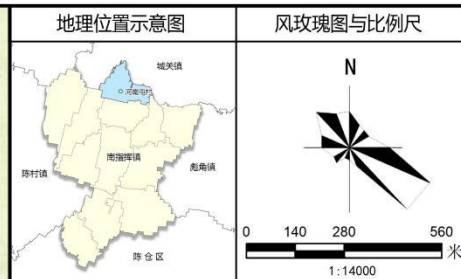 地理位置示意图
风玫瑰图与比例尺
城关镇
河南屯村
陈村镇
南指挥镇
彪角镇
陈仓区
N
0 140 280 560
米
1:14000